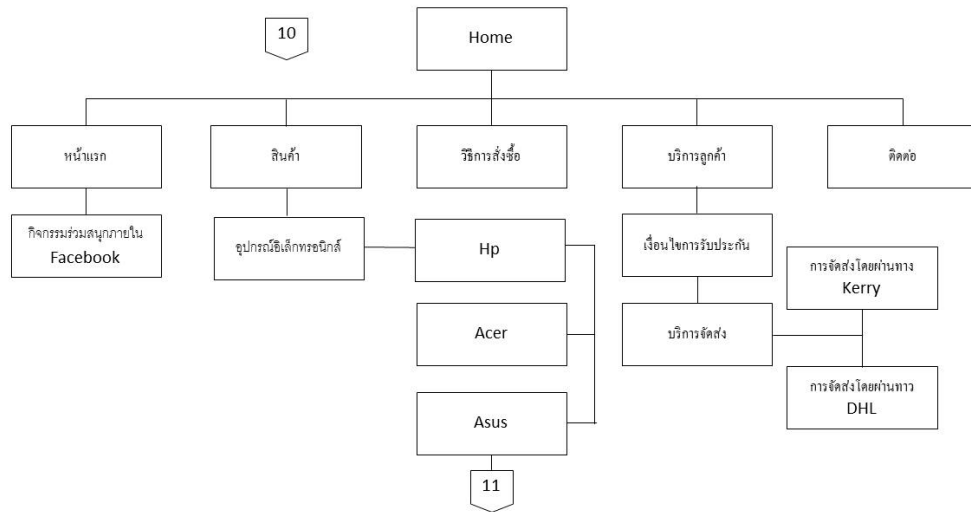 10
Home
หน้าแรก
สินค้า
วิธีการสั่งซื้อ
บริการลูกค้า
ติดต่อ
กิจกรรมร่วมสนุกภายใน
Facebook
อุปกรณ์อิเล็กทรอนิกส์
Hp
เงื่อนไขการรับประกัน
การจัดส่งโดยผ่านทาง
Kerry
Acer
บริการจัดส่ง
การจัดส่งโดยผ่านทาว
DHL
Asus
11